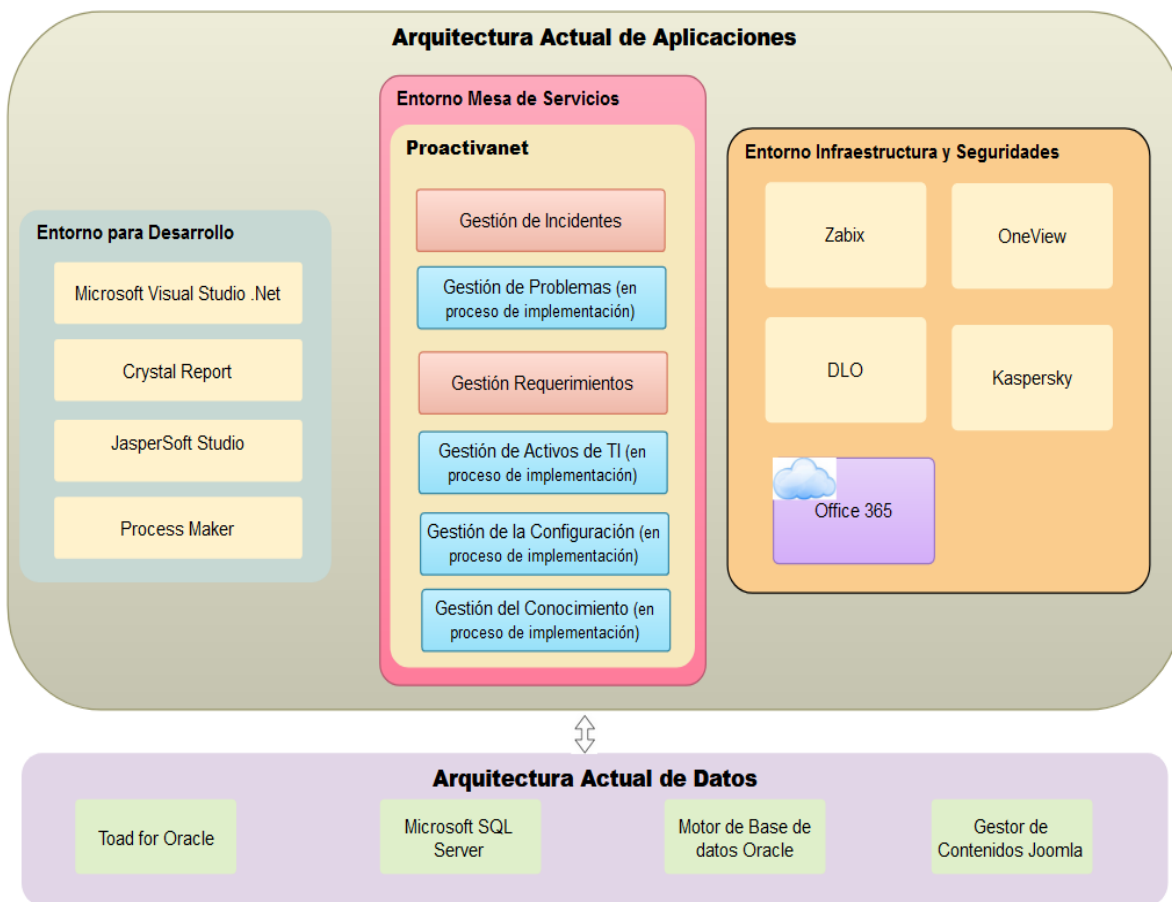 Arquitectura Actual de Aplicaciones
Entorno para Desarrollo
Microsoft Visual Studio .Net
Crystal Report
JasperSoft Studio
Process Maker
Entorno Mesa de Servicios
Proactivanet
Gestión de Incidentes
Gestión de Problemas (en
proceso de implementación)
Gestión Requerimientos
Gestión de Activos de TI (en
proceso de implementación)
Gestión de la Configuración (en
proceso de implementación)
Gestión del Conocimiento (en
proceso de implementación)
Entorno Infraestructura y Seguridades
Zabix
OneView
DLO
Kaspersky
Office 365
Arquitectura Actual de Datos
Toad for Oracle
Microsoft SQL
Server
Motor de Base de
datos Oracle
Gestor de
Contenidos Joomla